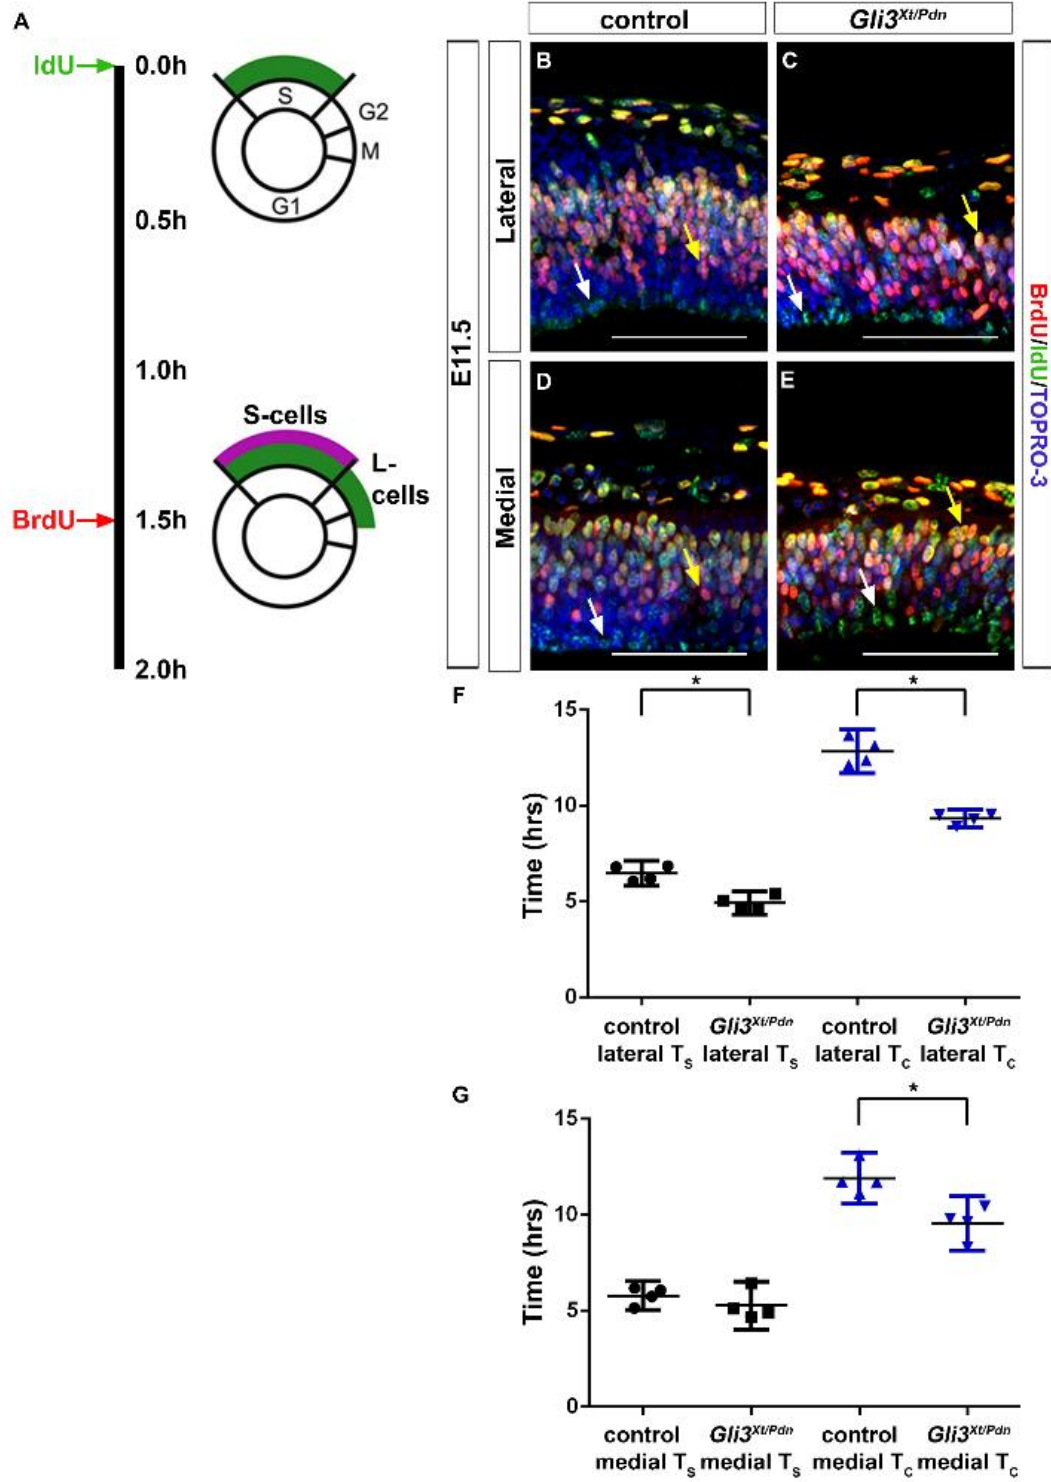 A
IdU
0.0h
0.5h
1.0h
BrdU
1.5h
2.0h
S
G2
M
G1
S-cells
L-
cells
control
Gli3Xt/Pdn
E11.5
Lateral
Medial
B
C
D
E
BrdU/IdU/TOPRO-3
F
*
*
Time (hrs)
15
10
5
0
control
lateral Ts
Gli3Xt/Pdn
lateral Ts
control
lateral Tc
Gli3Xt/Pdn
lateral Tc
G
*
Time (hrs)
15
10
5
0
control
medial Ts
Gli3Xt/Pdn
medial Ts
control
medial Tc
Gli3Xt/Pdn
medial Tc